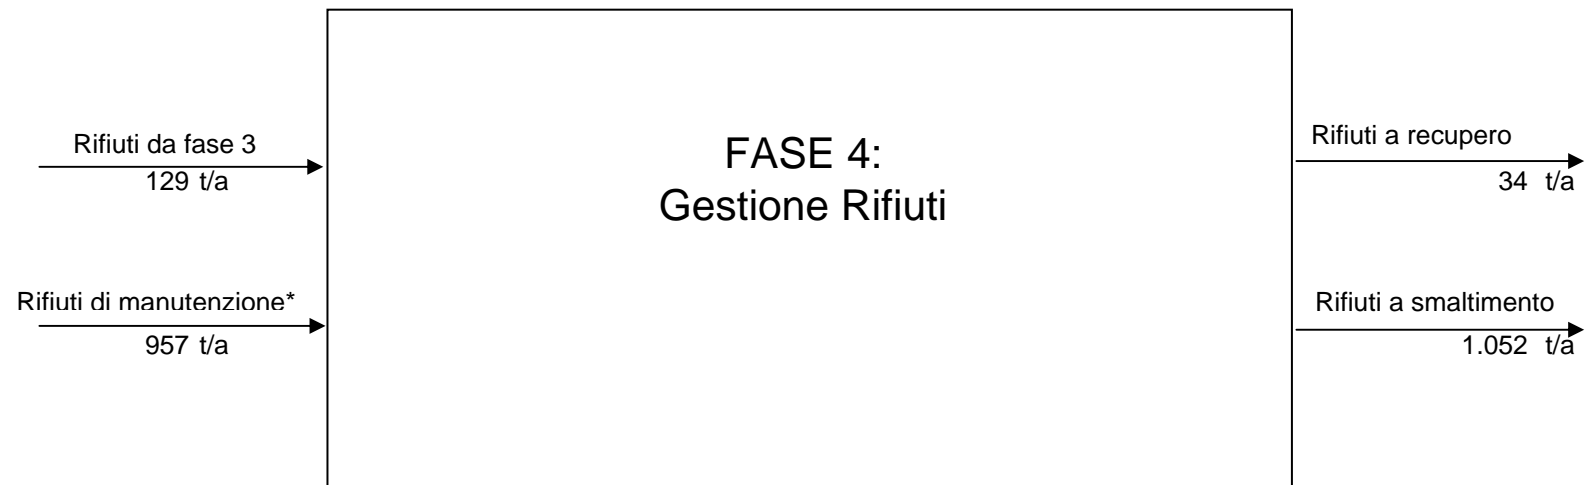 Rifiuti da fase 3
129 t/a
Rifiuti di manutenzione*
957 t/a
FASE 4:
Gestione Rifiuti
Rifiuti a recupero
34 t/a
Rifiuti a smaltimento
1.052 t/a